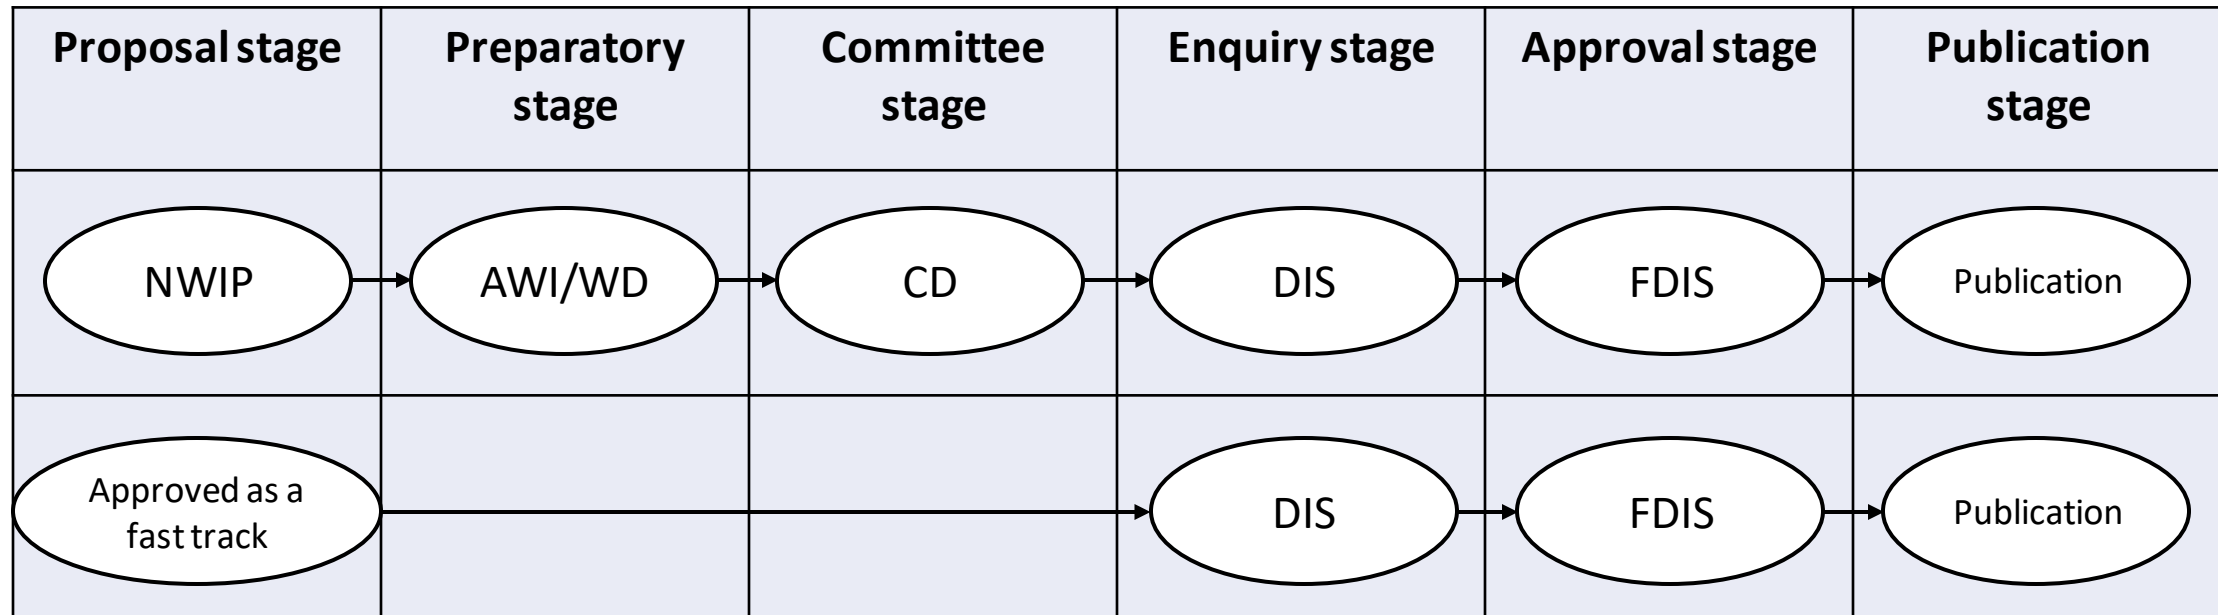 Proposal stage
Preparatory
stage
Committee
stage
Enquiry stage
Approval stage
Publication
stage
NWIP
AWI/WD
CD
DIS
FDIS
Publication
Approved as a
fast track
DIS
FDIS
Publication